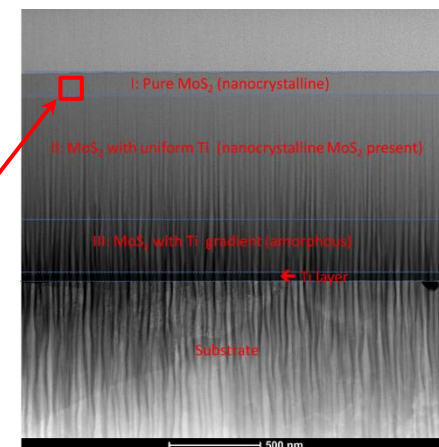 I: Pure MoS₂ (nanocrystalline)
II: MoS₂ with uniform Ti (nanocrystalline MoS₂ present)
III: MoS₂ with Ti gradient (amorphous)
Ti layer
Substrate
500 nm